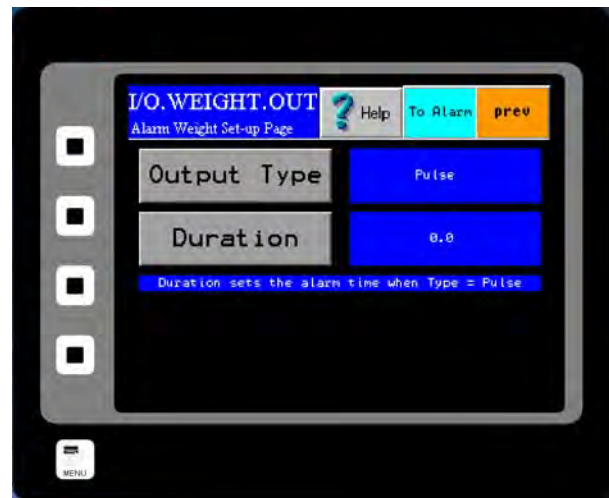 I/O.WEIGHT.OUT
Alarm Weight Set-up Page
? Help
To Alarm
prev
Output Type
Pulse
Duration
0.0
Duration sets the alarm time when Type = Pulse
MENU